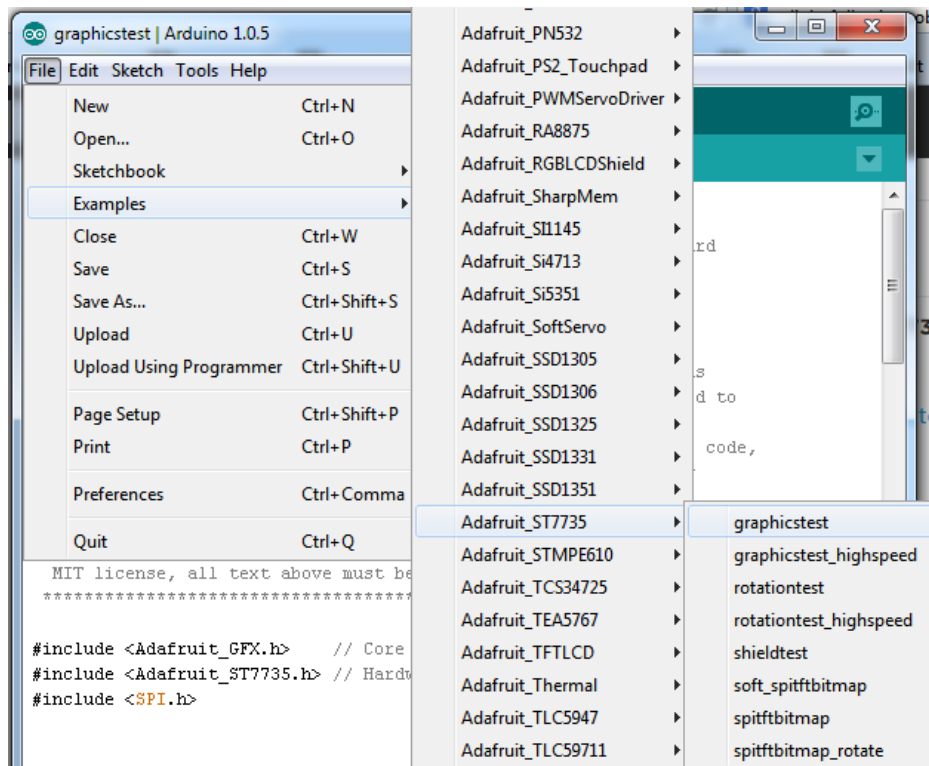 graphicstest | Arduino 1.0.5
File Edit Sketch Tools Help
New Ctrl+N
Open... Ctrl+O
Sketchbook
Examples
Close Ctrl+W
Save Ctrl+S
Save As... Ctrl+Shift+S
Upload Ctrl+U
Upload Using Programmer Ctrl+Shift+U
Page Setup Ctrl+Shift+P
Print Ctrl+P
Preferences Ctrl+Comma
Quit Ctrl+Q
Adafruit_PN532
Adafruit_PS2_Touchpad
Adafruit_PWMServoDriver
Adafruit_RA8875
Adafruit_RGBLCDShield
Adafruit_SharpMem
Adafruit_SI1145
Adafruit_Si4713
Adafruit_Si5351
Adafruit_SoftServo
Adafruit_SSD1305
Adafruit_SSD1306
Adafruit_SSD1325
Adafruit_SSD1331
Adafruit_SSD1351
Adafruit_ST7735
Adafruit_STMPE610
Adafruit_TCS34725
Adafruit_TEA5767
Adafruit_TFTLCD
Adafruit_Thermal
Adafruit_TLC5947
Adafruit_TLC59711
graphicstest
graphicstest_highspeed
rotationtest
rotationtest_highspeed
shieldtest
soft_spitftbitmap
spitftbitmap
spitftbitmap_rotate
rd
s
d to
code,
MIT license, all text above must be
****************************************
#include <Adafruit_GFX.h> // Core
#include <Adafruit_ST7735.h> // Hardw
#include <SPI.h>